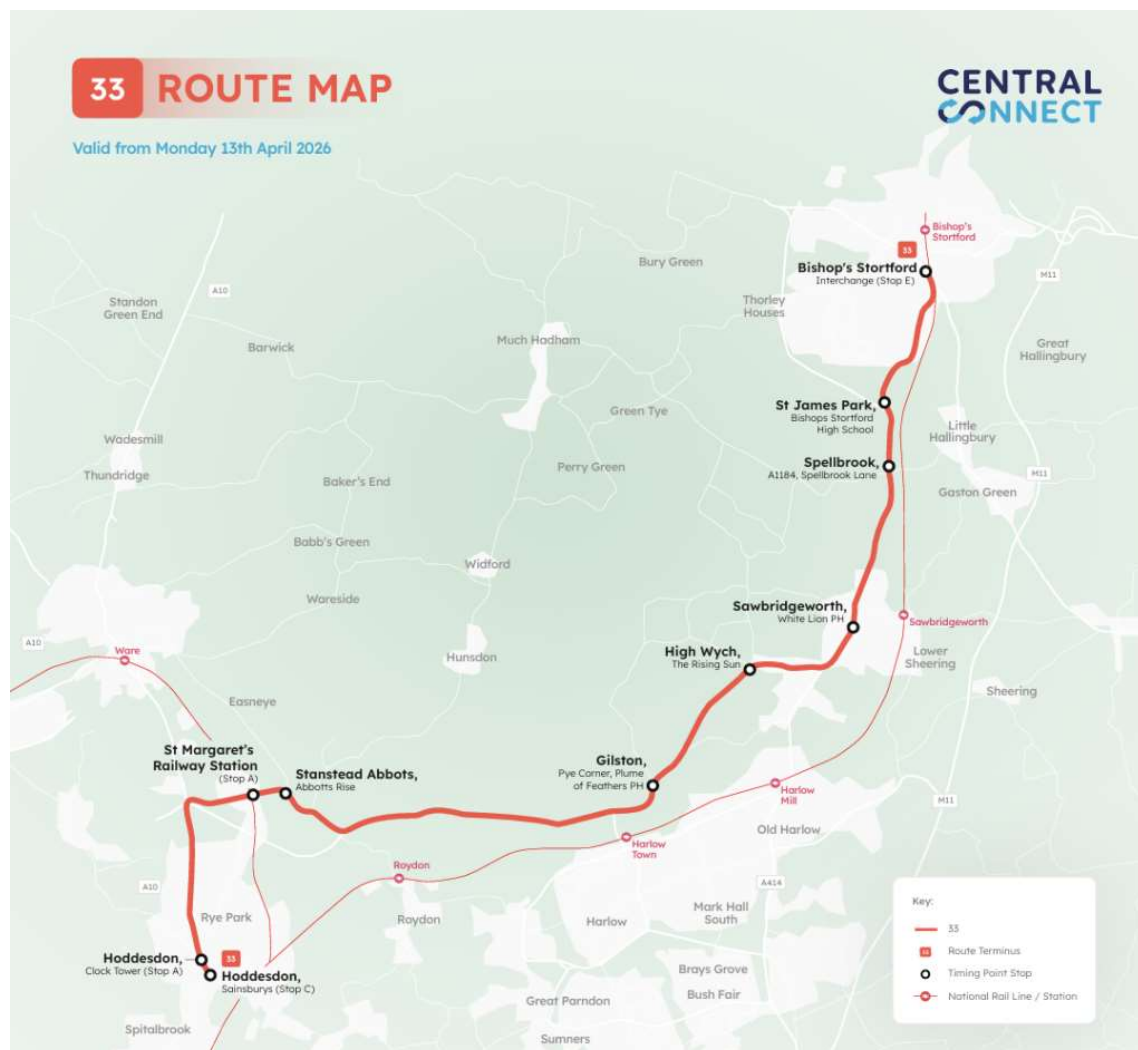 33 ROUTE MAP
CENTRAL
CONNECT
Valid from Monday 13th April 2026
Bishop's
Stortford
33
Bishop's Stortford
Interchange (Stop E)
Bury Green
M11
A10
Standon
Green End
Thorley
Houses
Much Hadham
Barwick
Great
Hallingbury
St James Park,
Bishops Stortford
High School
Green Tye
Little
Hallingbury
Wadesmill
Thundridge
Perry Green
Spellbrook,
A1184, Spellbrook Lane
M11
Baker's End
Gaston Green
Babb's Green
Widford
Wareside
Sawbridgeworth,
White Lion PH
Sawbridgeworth
A10
Ware
Hunsdon
High Wych,
The Rising Sun
Lower
Sheering
Sheering
Easneye
St Margaret's
Railway Station
(Stop A)
Stanstead Abbots,
Abbotts Rise
Gilston,
Pye Corner, Plume
of Feathers PH
Harlow
Mill
M11
Old Harlow
Harlow
Town
Roydon
A10
A414
Rye Park
Roydon
Harlow
Mark Hall
South
Key:
33
33 Route Terminus
Timing Point Stop
National Rail Line / Station
Hoddesdon,
Clock Tower (Stop A)
33
Hoddesdon,
Sainsburys (Stop C)
Brays Grove
Bush Fair
Great Parndon
Spitalbrook
Sumners